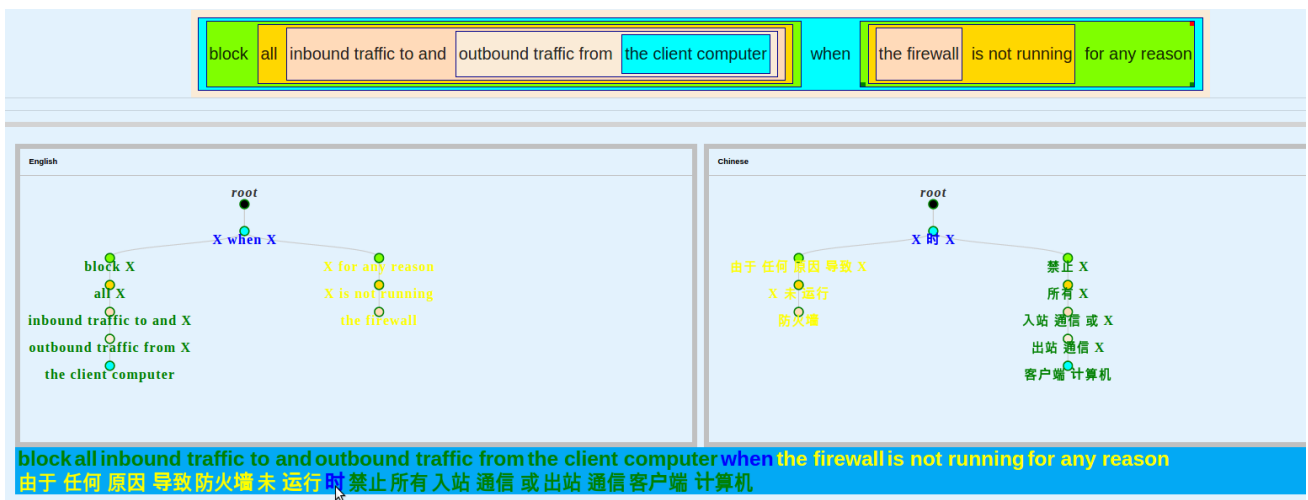 block all inbound traffic to and outbound traffic from the client computer when the firewall is not running for any reason
English
root
X when X
block X
X for any reason
all X
X is not running
inbound traffic to and X
the firewall
outbound traffic from X
the client computer
Chinese
root
X 时 X
由于 任何 原因 导致 X
禁止 X
X 未 运行
所有 X
防火墙
入站 通信 或 X
出站 通信 X
客户端 计算机
block all inbound traffic to and outbound traffic from the client computer when the firewall is not running for any reason
由于 任何 原因 导致 防火墙 未 运行 时 禁止 所有 入站 通信 或 出站 通信 客户端 计算机